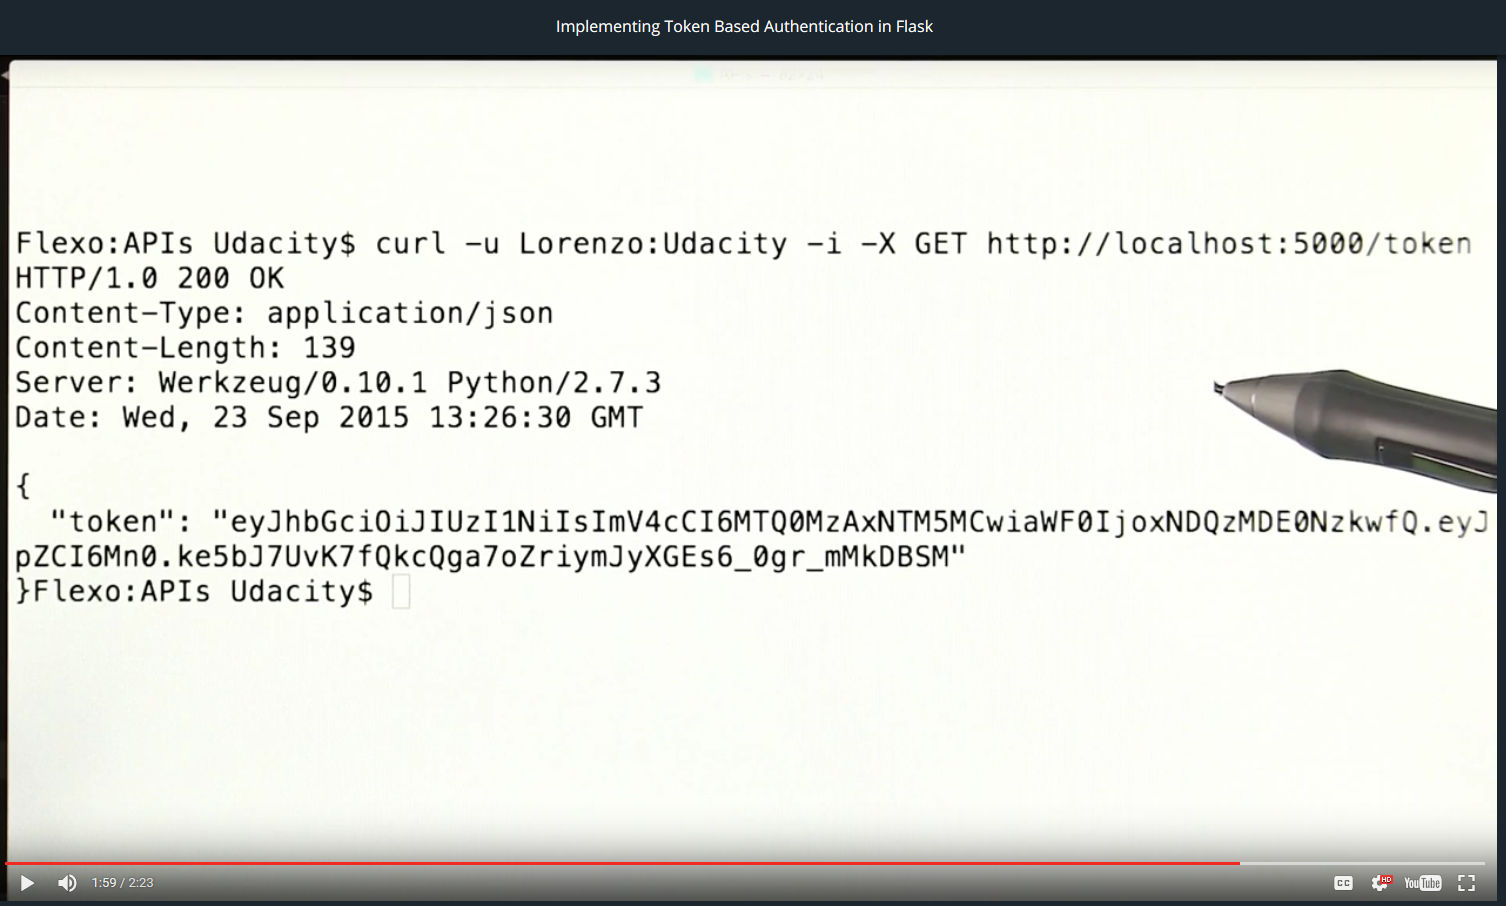 Implementing Token Based Authentication in Flask
Flexo:APIs Udacity$ curl -u Lorenzo:Udacity -i -X GET http://localhost:5000/token
HTTP/1.0 200 OK
Content-Type: application/json
Content-Length: 139
Server: Werkzeug/0.10.1 Python/2.7.3
Date: Wed, 23 Sep 2015 13:26:30 GMT
{
"token": "eyJhbGciOiJIUzI1NiIsImV4cCI6MTQ0MzAxNTM5MCwiaWF0IjoxNDQzMDE0NzkwfQ.eyJ
pZCI6Mn0.ke5bJ7UvK7fQkcQga7oZriymJyXGEs6_0gr_mMkDBSM"
}Flexo:APIs Udacity$
1:59 / 2:23
CC
HD
YouTube